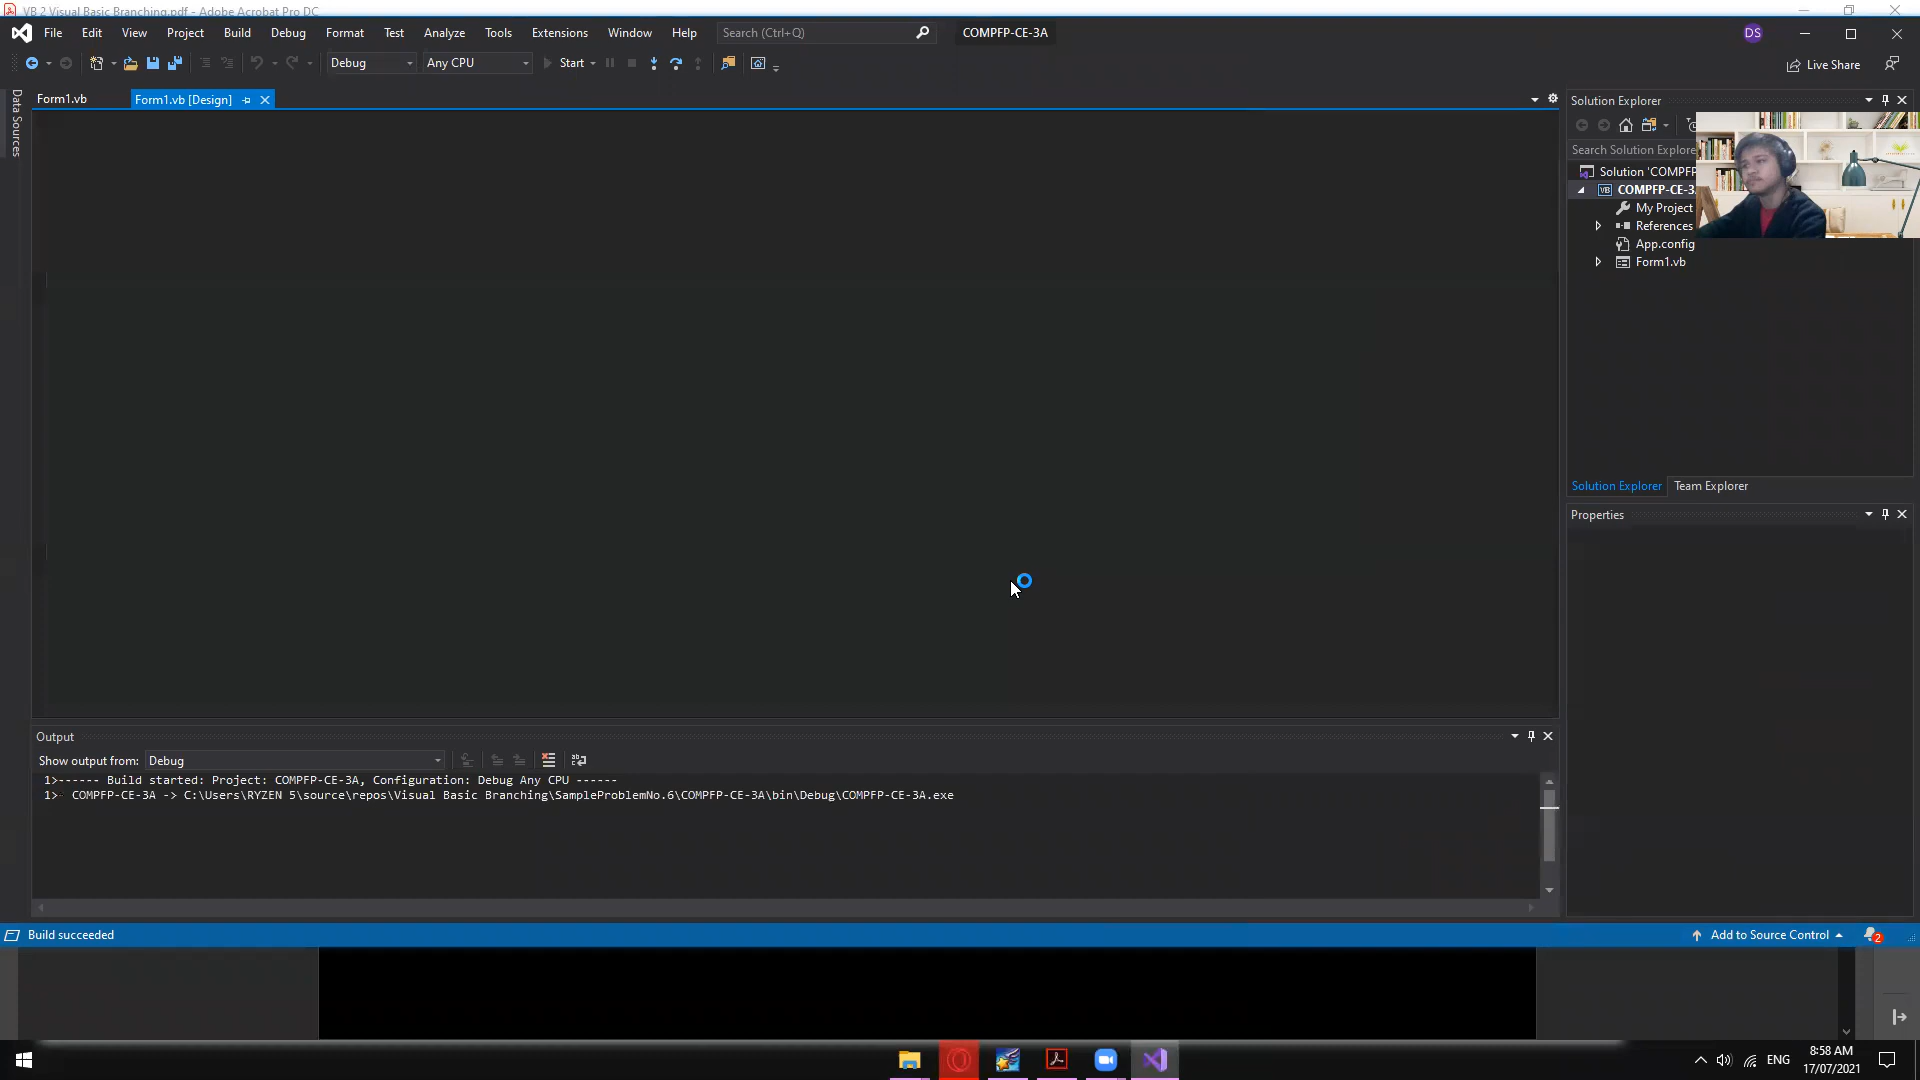 VB 2 Visual Basic Branching.pdf - Adobe Acrobat Pro DC
File Edit View Project Build Debug Format Test Analyze Tools Extensions Window Help Search (Ctrl+Q) COMPFP-CE-3A DS
Debug Any CPU Start Live Share
Form1.vb Form1.vb [Design]
Data Sources
Solution Explorer
Search Solution Explore
Solution 'COMPFP
VB COMPFP-CE-3
My Project
References
App.config
Form1.vb
Solution Explorer Team Explorer
Properties
Output
Show output from: Debug
1>------ Build started: Project: COMPFP-CE-3A, Configuration: Debug Any CPU ------
1>  COMPFP-CE-3A -> C:\Users\RYZEN 5\source\repos\Visual Basic Branching\SampleProblemNo.6\COMPFP-CE-3A\bin\Debug\COMPFP-CE-3A.exe
Build succeeded Add to Source Control 2
ENG 8:58 AM
17/07/2021